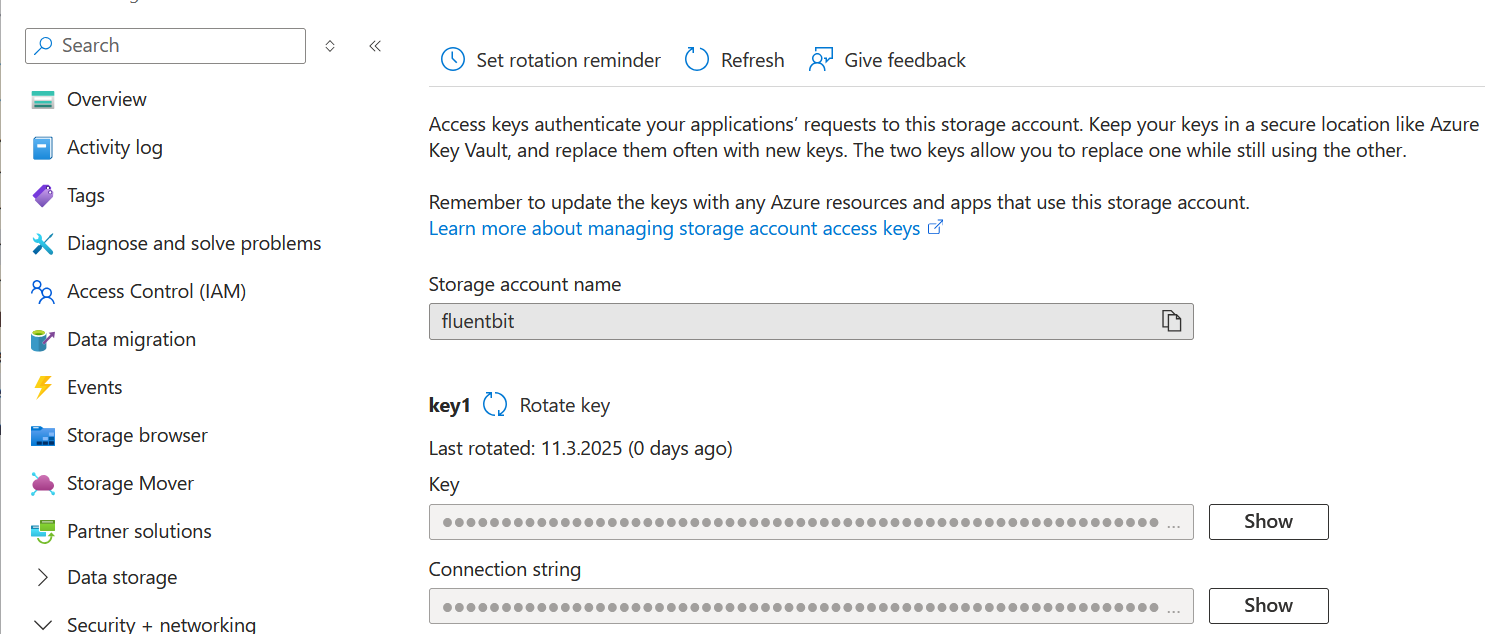 Search
Overview
Activity log
Tags
Diagnose and solve problems
Access Control (IAM)
Data migration
Events
Storage browser
Storage Mover
Partner solutions
Data storage
Security + networking
Set rotation reminder
Refresh
Give feedback
Access keys authenticate your applications’ requests to this storage account. Keep your keys in a secure location like Azure
Key Vault, and replace them often with new keys. The two keys allow you to replace one while still using the other.
Remember to update the keys with any Azure resources and apps that use this storage account.
Learn more about managing storage account access keys
Storage account name
fluentbit
key1
Rotate key
Last rotated: 11.3.2025 (0 days ago)
Key
Show
Connection string
Show